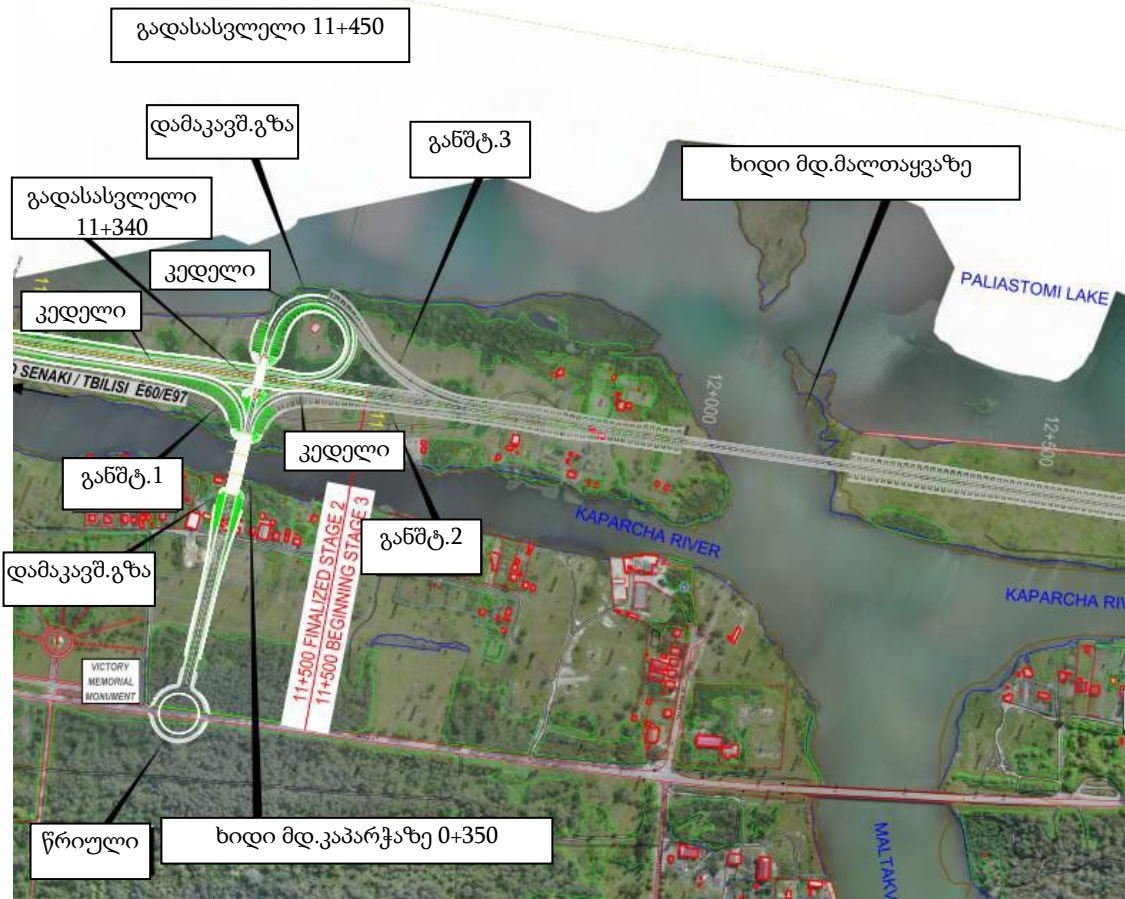 გადასასვლელი 11+450
დამაკავშ.გზა
განშტ.3
ხიდი მდ.მალთაყვაზე
გადასასვლელი
11+340
კედელი
PALIASTOMI LAKE
კედელი
SENAKI / TBILISI E60/E97
12+000
11
12+500
განშტ.1
კედელი
განშტ.2
KAPARCHA RIVER
დამაკავშ.გზა
KAPARCHA RIV
11+500 FINALIZED STAGE 2
11+500 BEGINNING STAGE 3
VICTORY
MEMORIAL
MONUMENT
წრიული
ხიდი მდ.კაპარჭაზე 0+350
MALTAKV